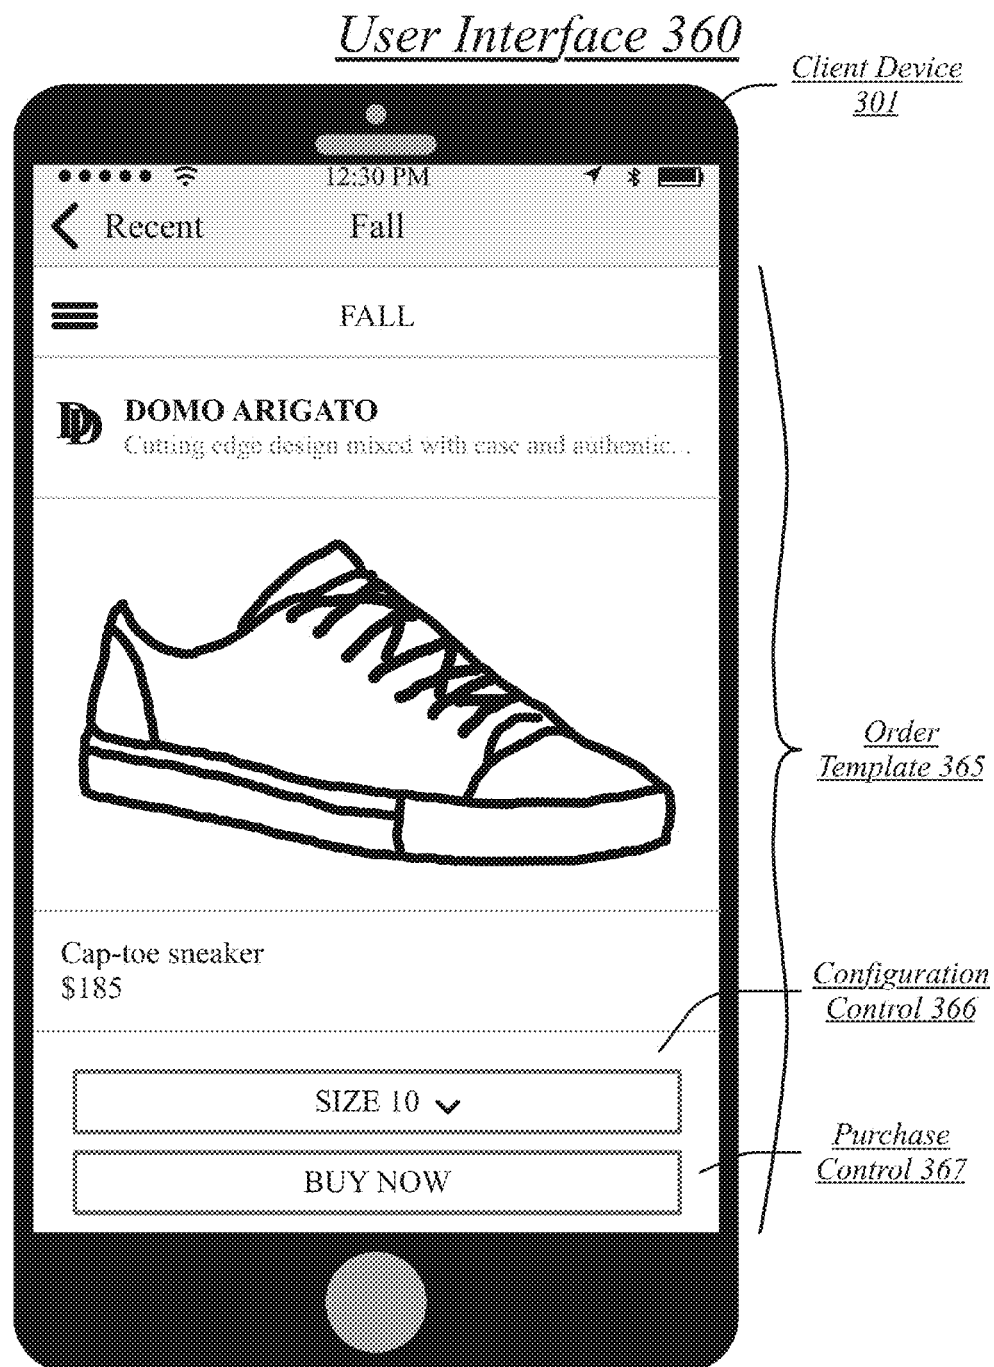 User Interface 360
Client Device
301
12:30 PM
Recent
Fall
FALL
DD DOMO ARIGATO
Cutting edge design mixed with ease and authentic...
Order
Template 365
Cap-toe sneaker
$185
Configuration
Control 366
SIZE 10
Purchase
Control 367
BUY NOW